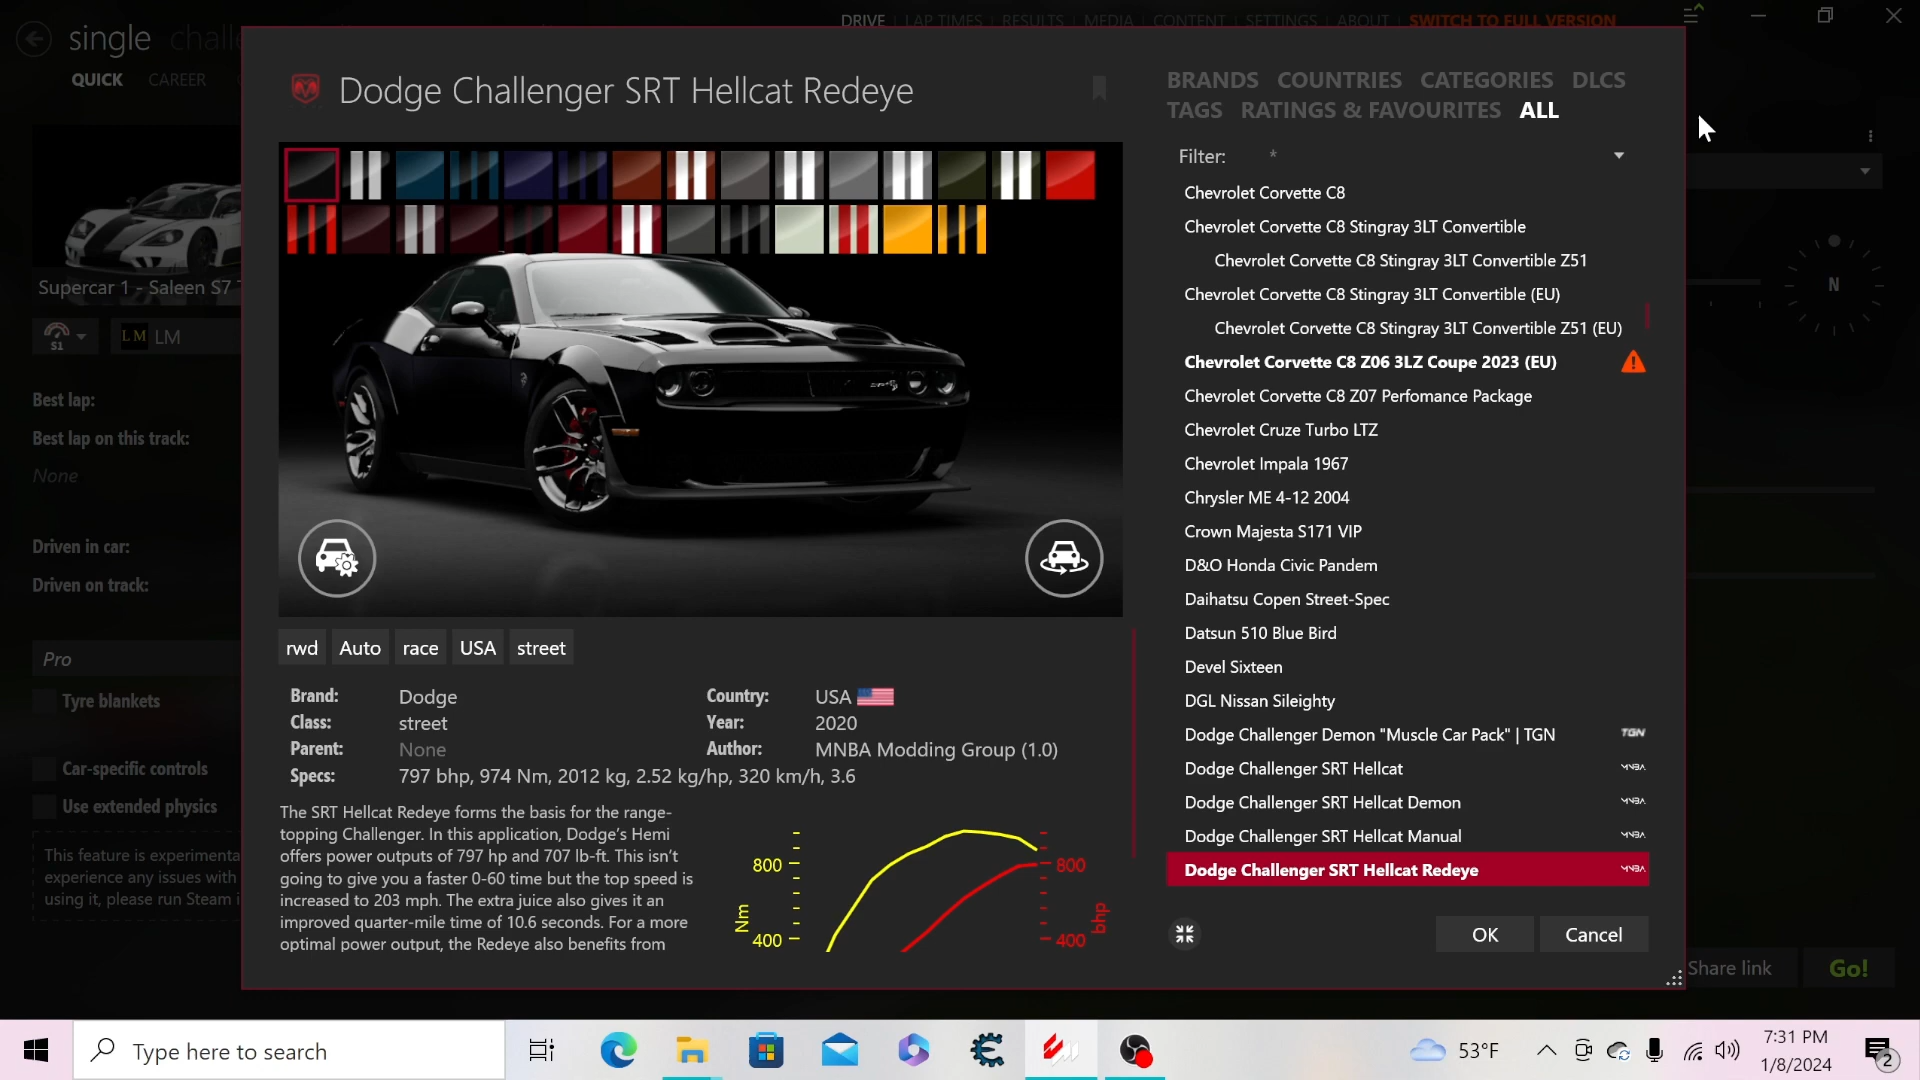 single challe
DRIVE LAP TIMES RESULTS MEDIA CONTENT SETTINGS ABOUT SWITCH TO FULL VERSION
QUICK CAREER
Supercar 1 - Saleen S7
S1
LM LM
Best lap:
Best lap on this track:
None
Driven in car:
Driven on track:
Pro
Tyre blankets
Car-specific controls
Use extended physics
This feature is experimenta
experience any issues with
using it, please run Steam i
Dodge Challenger SRT Hellcat Redeye
rwd Auto race USA street
Brand: Dodge Country: USA
Class: street Year: 2020
Parent: None Author: MNBA Modding Group (1.0)
Specs: 797 bhp, 974 Nm, 2012 kg, 2.52 kg/hp, 320 km/h, 3.6
The SRT Hellcat Redeye forms the basis for the range-
topping Challenger. In this application, Dodge's Hemi
offers power outputs of 797 hp and 707 lb-ft. This isn't
going to give you a faster 0-60 time but the top speed is
increased to 203 mph. The extra juice also gives it an
improved quarter-mile time of 10.6 seconds. For a more
optimal power output, the Redeye also benefits from
800 800
Nm bhp
400 400
BRANDS COUNTRIES CATEGORIES DLCS
TAGS RATINGS & FAVOURITES ALL
Filter: *
Chevrolet Corvette C8
Chevrolet Corvette C8 Stingray 3LT Convertible
Chevrolet Corvette C8 Stingray 3LT Convertible Z51
Chevrolet Corvette C8 Stingray 3LT Convertible (EU)
Chevrolet Corvette C8 Stingray 3LT Convertible Z51 (EU)
Chevrolet Corvette C8 Z06 3LZ Coupe 2023 (EU)
Chevrolet Corvette C8 Z07 Perfomance Package
Chevrolet Cruze Turbo LTZ
Chevrolet Impala 1967
Chrysler ME 4-12 2004
Crown Majesta S171 VIP
D&O Honda Civic Pandem
Daihatsu Copen Street-Spec
Datsun 510 Blue Bird
Devel Sixteen
DGL Nissan Sileighty
Dodge Challenger Demon "Muscle Car Pack" | TGN TGN
Dodge Challenger SRT Hellcat MNBA
Dodge Challenger SRT Hellcat Demon MNBA
Dodge Challenger SRT Hellcat Manual MNBA
Dodge Challenger SRT Hellcat Redeye MNBA
OK Cancel
N
Share link Go!
Type here to search
53°F
7:31 PM
1/8/2024
2